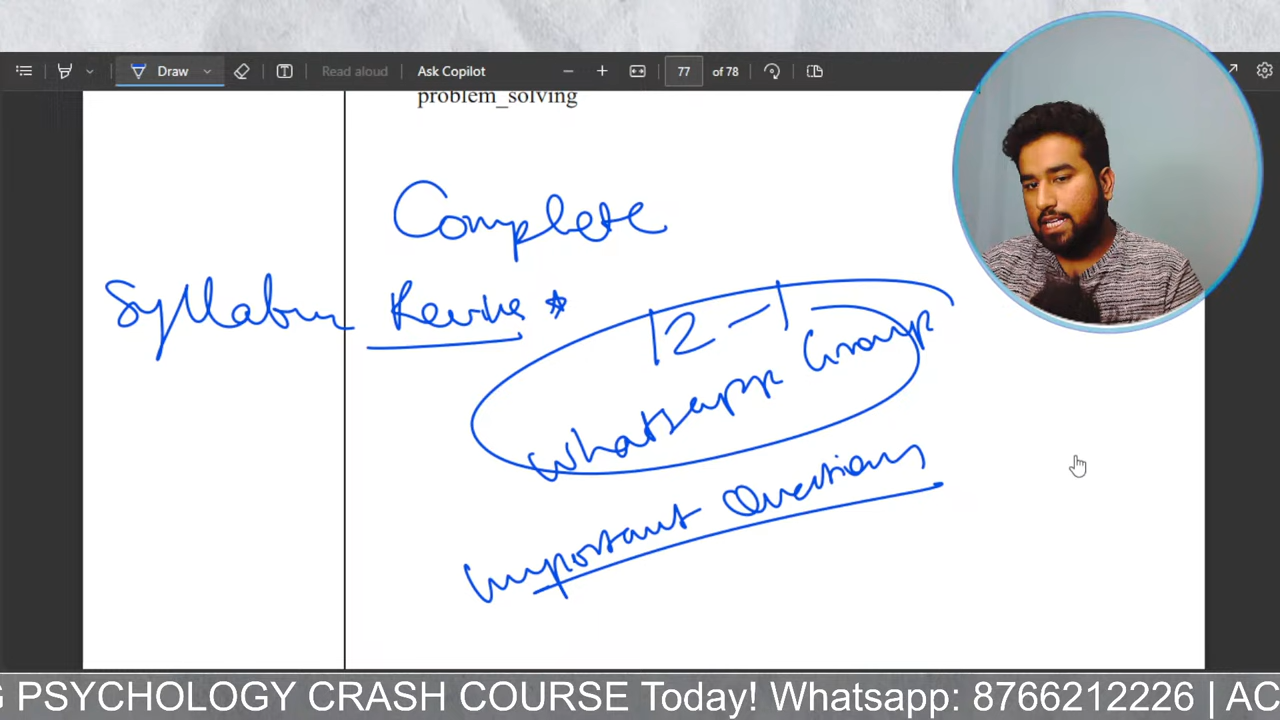 Draw
Read aloud
Ask Copilot
77 of 78
problem_solving
Complete
Syllabus Revise
12-1
Whatsapp Group
Important Questions
G PSYCHOLOGY CRASH COURSE Today! Whatsapp: 8766212226 | AC